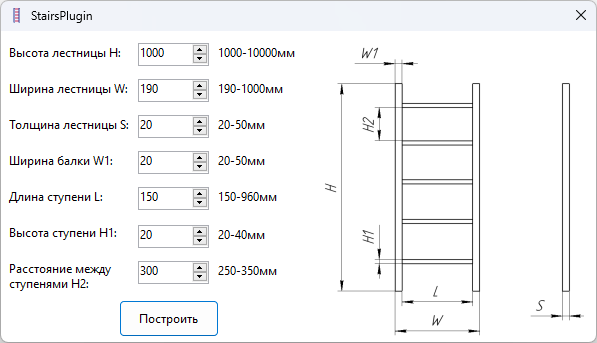 StairsPlugin
Высота лестницы H: 1000 1000-10000мм
Ширина лестницы W: 190 190-1000мм
Толщина лестницы S: 20 20-50мм
Ширина балки W1: 20 20-50мм
Длина ступени L: 150 150-960мм
Высота ступени H1: 20 20-40мм
Расстояние между
ступенями H2: 300 250-350мм
Построить
W1
H2
H
H1
L
S
W